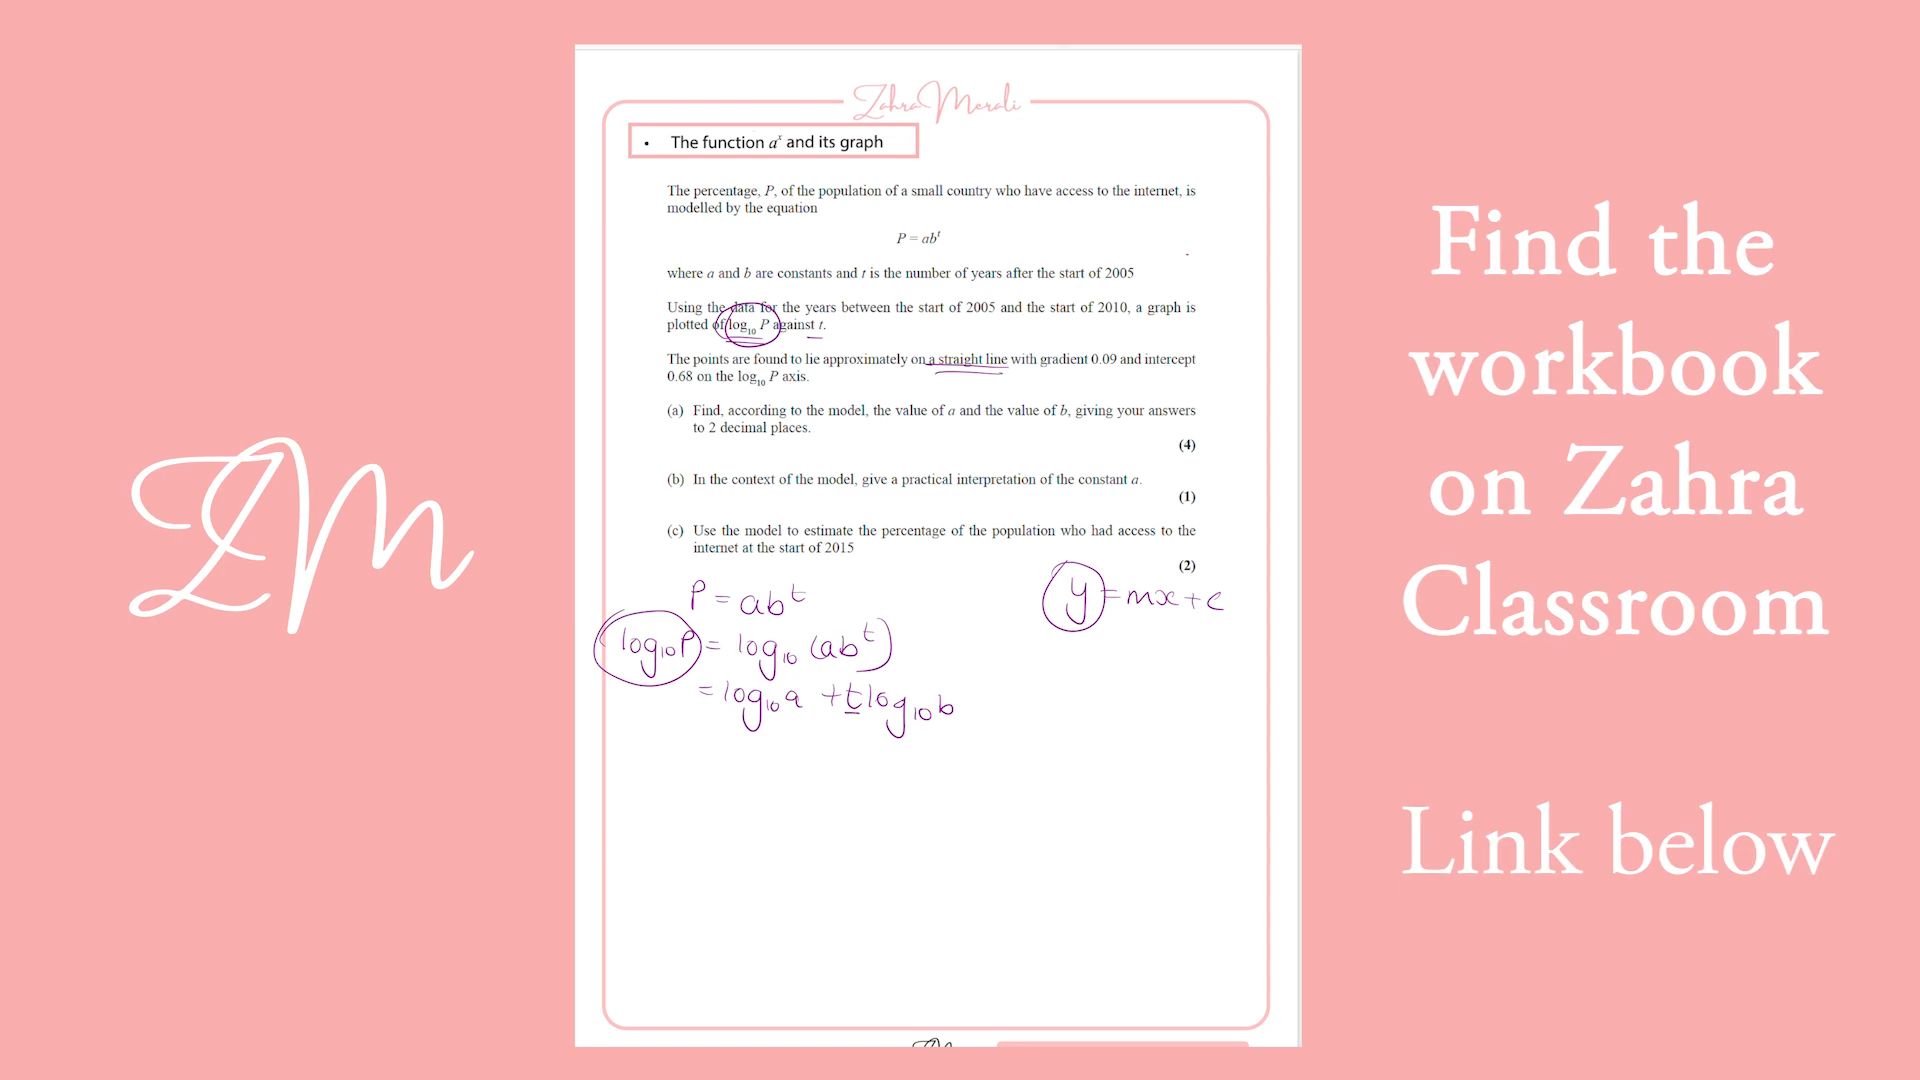 Zahra Merali
• The function aˣ and its graph
The percentage, P, of the population of a small country who have access to the internet, is
modelled by the equation
P = abᵗ
where a and b are constants and t is the number of years after the start of 2005
Using the data for the years between the start of 2005 and the start of 2010, a graph is
plotted of log₁₀ P against t.
The points are found to lie approximately on a straight line with gradient 0.09 and intercept
0.68 on the log₁₀ P axis.
(a) Find, according to the model, the value of a and the value of b, giving your answers
to 2 decimal places.
(4)
(b) In the context of the model, give a practical interpretation of the constant a.
(1)
(c) Use the model to estimate the percentage of the population who had access to the
internet at the start of 2015
(2)
P = abᵗ
y = mx + c
log₁₀P = log₁₀ (abᵗ)
= log₁₀a + t log₁₀b
ZM
Find the
workbook
on Zahra
Classroom
Link below